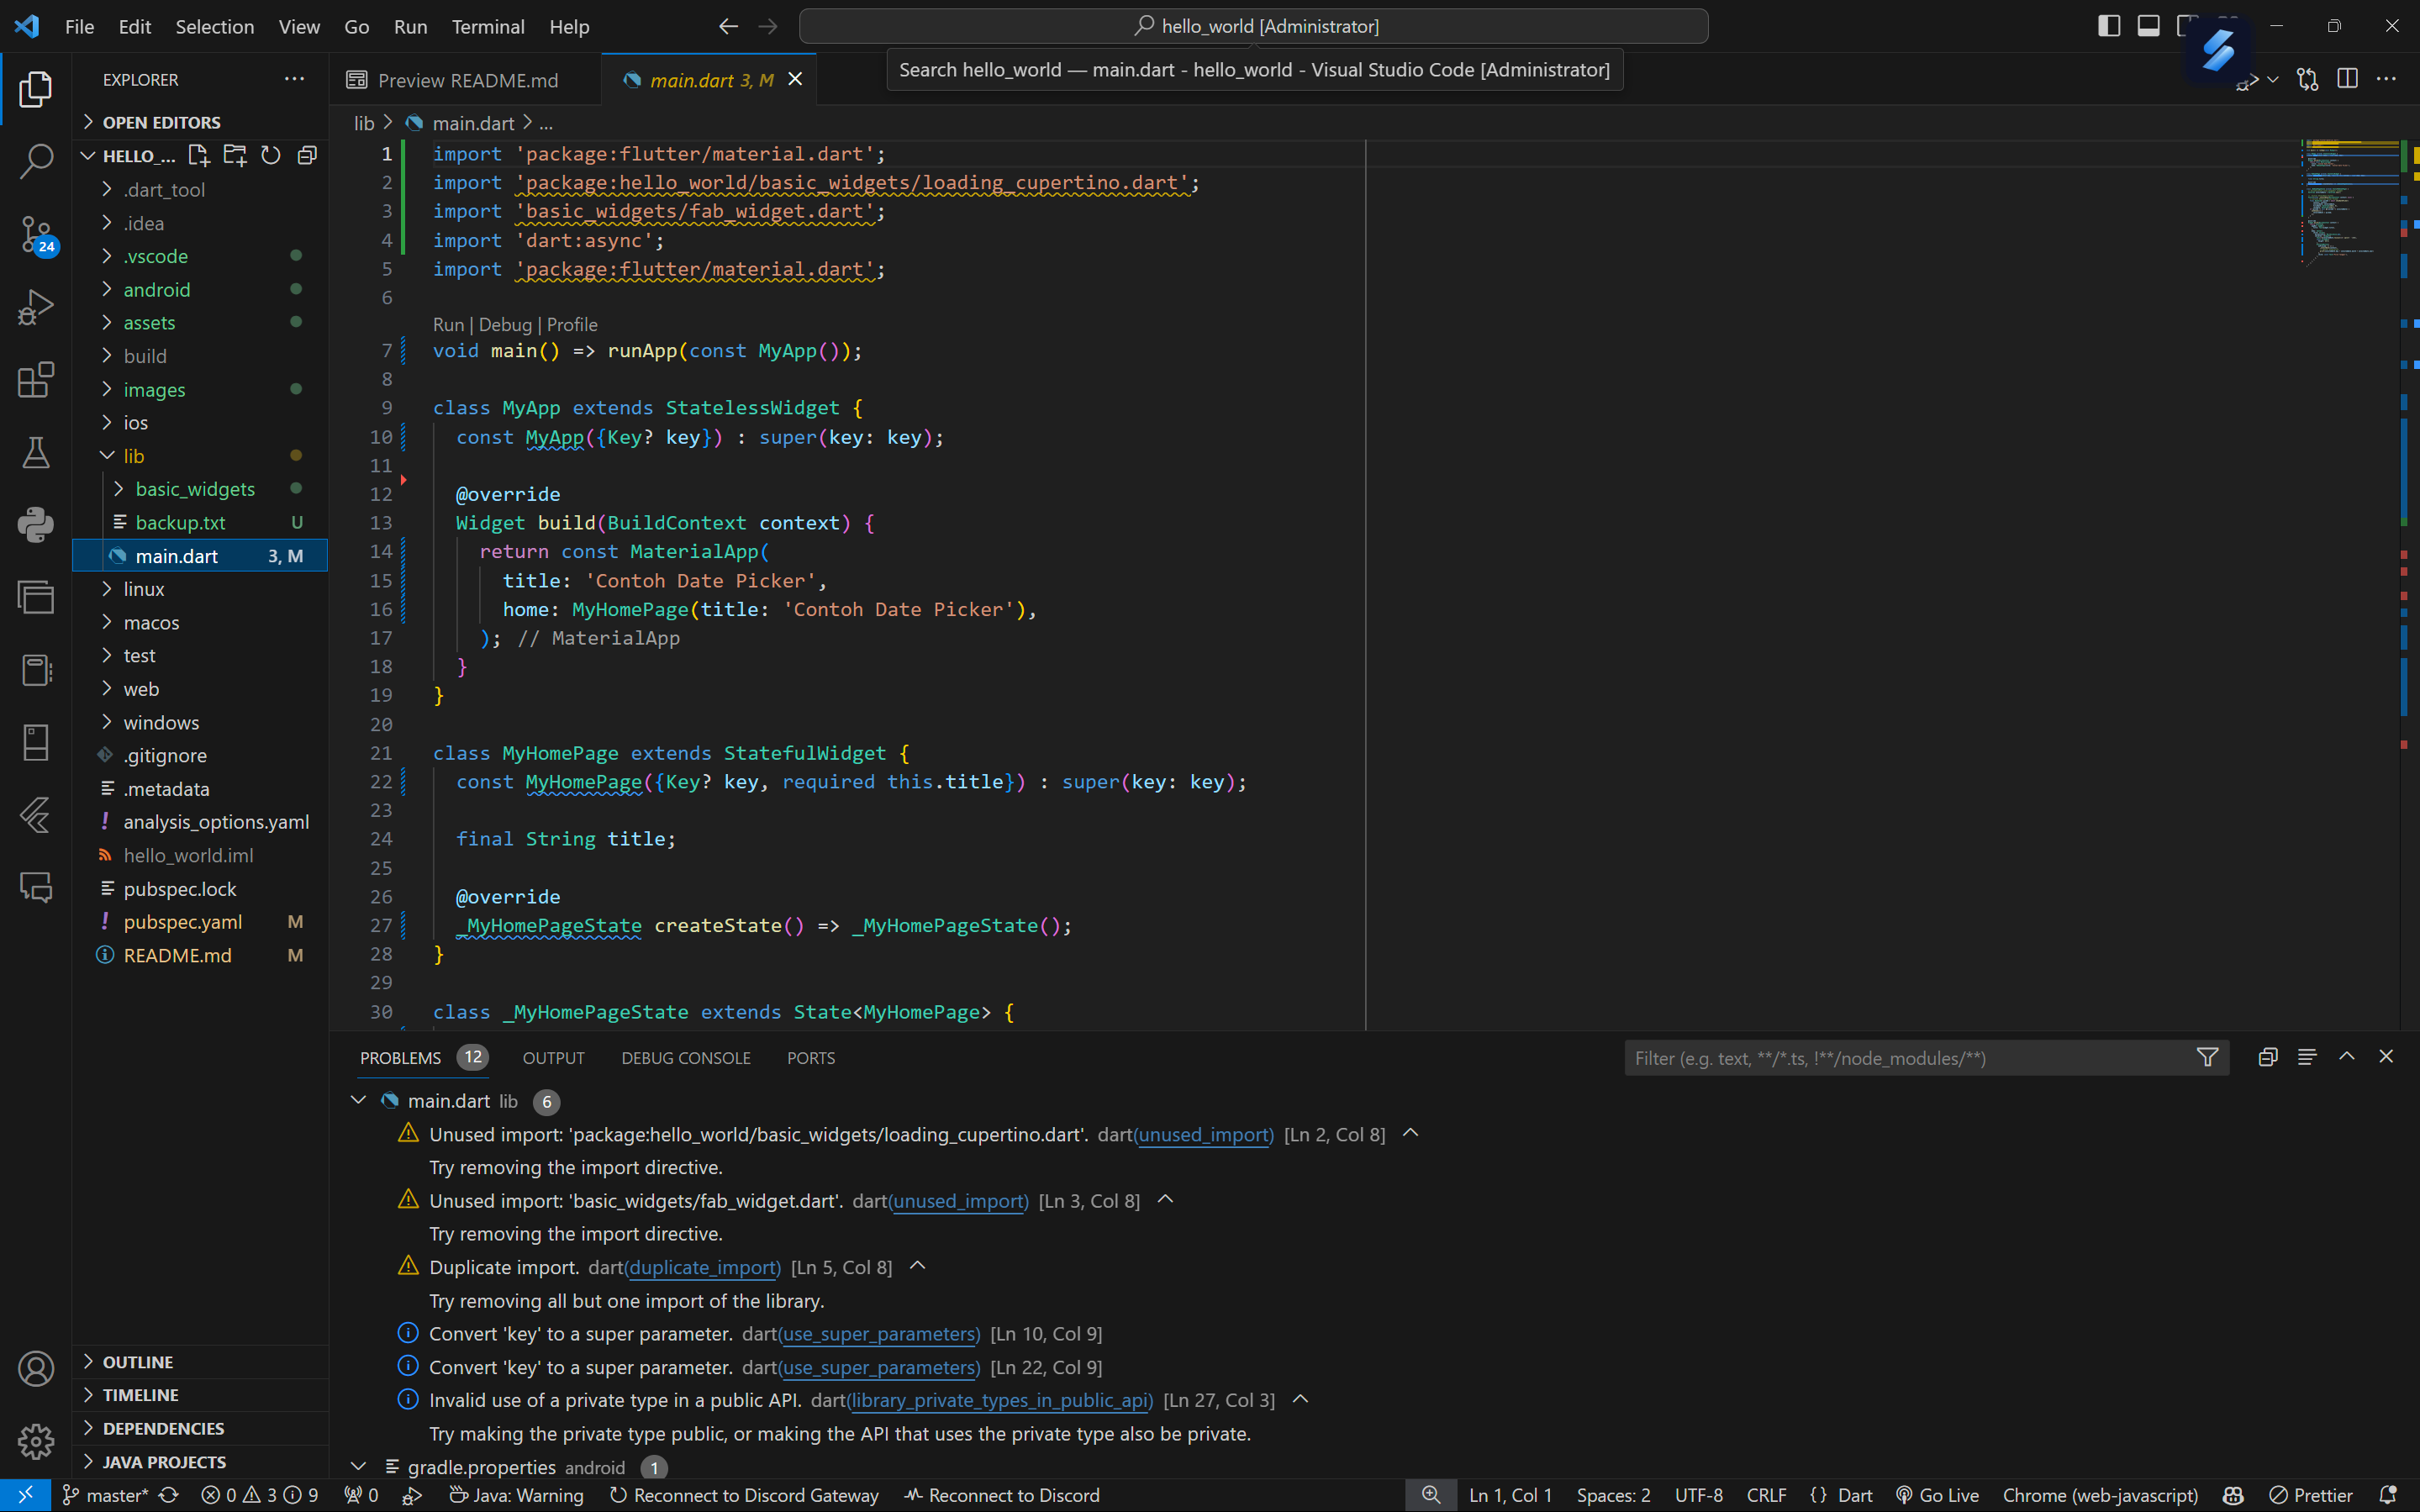 File Edit Selection View Go Run Terminal Help
hello_world [Administrator]
Search hello_world — main.dart - hello_world - Visual Studio Code [Administrator]
EXPLORER
OPEN EDITORS
HELLO_...
.dart_tool
.idea
.vscode
android
assets
build
images
ios
lib
basic_widgets
backup.txt U
main.dart 3, M
linux
macos
test
web
windows
.gitignore
.metadata
analysis_options.yaml
hello_world.iml
pubspec.lock
pubspec.yaml M
README.md M
24
OUTLINE
TIMELINE
DEPENDENCIES
JAVA PROJECTS
Preview README.md
main.dart 3, M
lib > main.dart > ...
1 import 'package:flutter/material.dart';
2 import 'package:hello_world/basic_widgets/loading_cupertino.dart';
3 import 'basic_widgets/fab_widget.dart';
4 import 'dart:async';
5 import 'package:flutter/material.dart';
6
Run | Debug | Profile
7 void main() => runApp(const MyApp());
8
9 class MyApp extends StatelessWidget {
10 const MyApp({Key? key}) : super(key: key);
11
12 @override
13 Widget build(BuildContext context) {
14 return const MaterialApp(
15 title: 'Contoh Date Picker',
16 home: MyHomePage(title: 'Contoh Date Picker'),
17 ); // MaterialApp
18 }
19 }
20
21 class MyHomePage extends StatefulWidget {
22 const MyHomePage({Key? key, required this.title}) : super(key: key);
23
24 final String title;
25
26 @override
27 _MyHomePageState createState() => _MyHomePageState();
28 }
29
30 class _MyHomePageState extends State<MyHomePage> {
PROBLEMS 12 OUTPUT DEBUG CONSOLE PORTS
Filter (e.g. text, **/*.ts, !**/node_modules/**)
main.dart lib 6
Unused import: 'package:hello_world/basic_widgets/loading_cupertino.dart'. dart(unused_import) [Ln 2, Col 8]
Try removing the import directive.
Unused import: 'basic_widgets/fab_widget.dart'. dart(unused_import) [Ln 3, Col 8]
Try removing the import directive.
Duplicate import. dart(duplicate_import) [Ln 5, Col 8]
Try removing all but one import of the library.
Convert 'key' to a super parameter. dart(use_super_parameters) [Ln 10, Col 9]
Convert 'key' to a super parameter. dart(use_super_parameters) [Ln 22, Col 9]
Invalid use of a private type in a public API. dart(library_private_types_in_public_api) [Ln 27, Col 3]
Try making the private type public, or making the API that uses the private type also be private.
gradle.properties android 1
master* 0 3 9 0 Java: Warning Reconnect to Discord Gateway Reconnect to Discord Ln 1, Col 1 Spaces: 2 UTF-8 CRLF {} Dart Go Live Chrome (web-javascript) Prettier